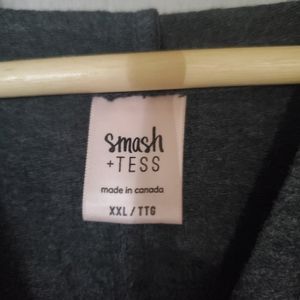 smash
+TESS
made in canada
XXL / TTG